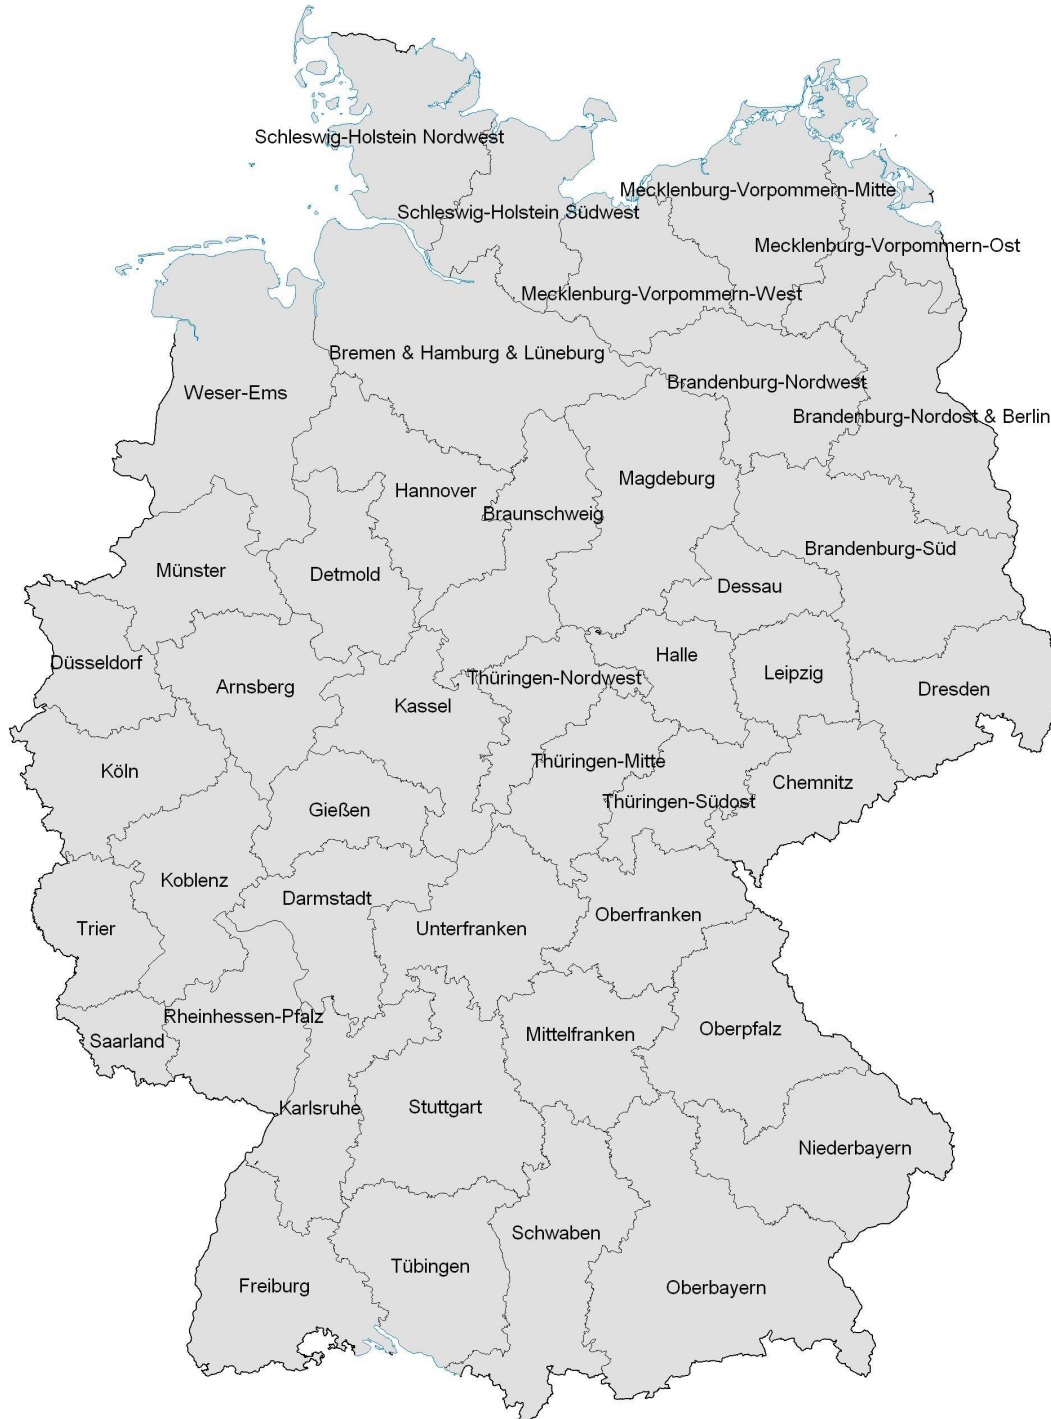 Schleswig-Holstein Nordwest
Mecklenburg-Vorpommern-Mitte
Schleswig-Holstein Südwest
Mecklenburg-Vorpommern-Ost
Mecklenburg-Vorpommern-West
Bremen & Hamburg & Lüneburg
Weser-Ems
Brandenburg-Nordwest
Brandenburg-Nordost & Berlin
Hannover
Magdeburg
Braunschweig
Münster
Detmold
Brandenburg-Süd
Dessau
Düsseldorf
Arnsberg
Kassel
Thüringen-Nordwest
Halle
Leipzig
Dresden
Köln
Gießen
Thüringen-Mitte
Thüringen-Südost
Chemnitz
Koblenz
Darmstadt
Trier
Unterfranken
Oberfranken
Rheinhessen-Pfalz
Saarland
Mittelfranken
Oberpfalz
Karlsruhe
Stuttgart
Niederbayern
Schwaben
Freiburg
Tübingen
Oberbayern